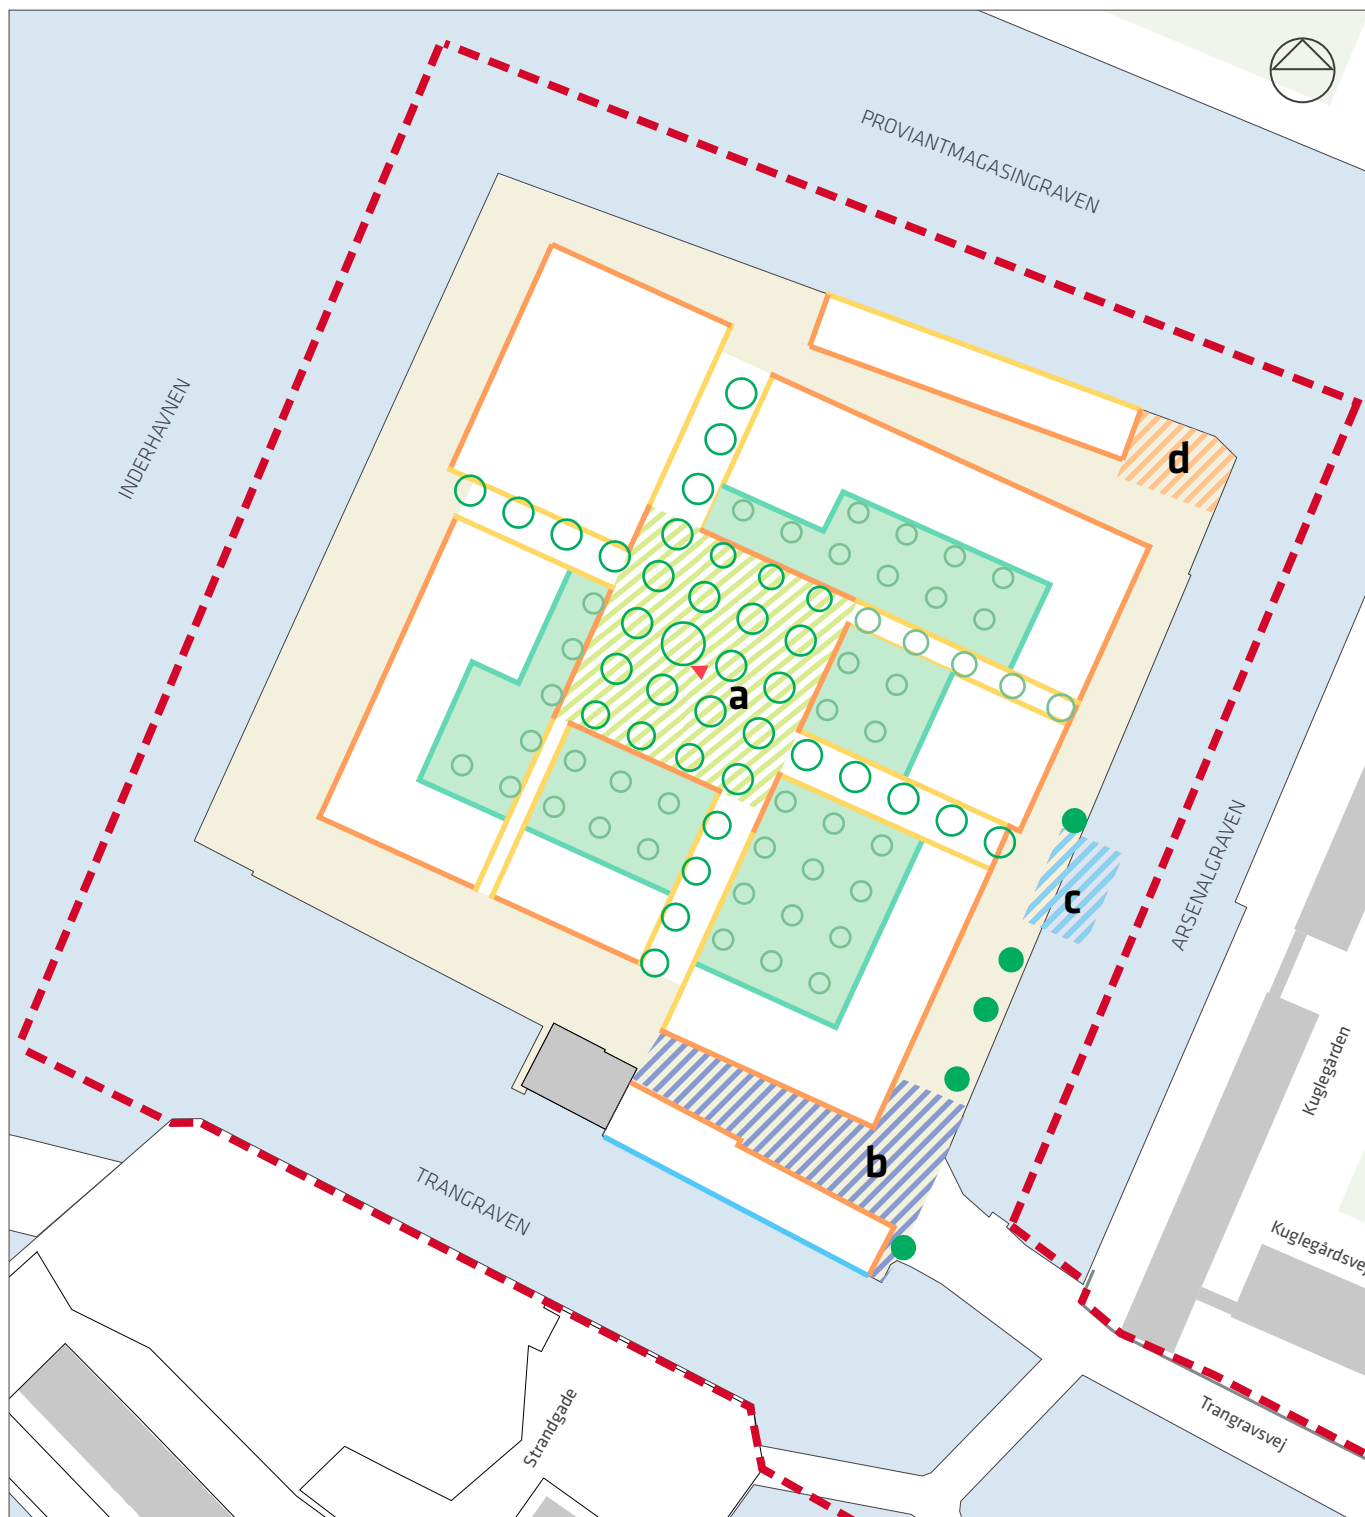 PROVIANTMAGASINGRAVEN
INDERHAVNEN
d
a
c
ARSENALGRAVEN
Kuglegården
b
TRANGRAVEN
Kuglegårdsvej
Strandgade
Trangravsvej